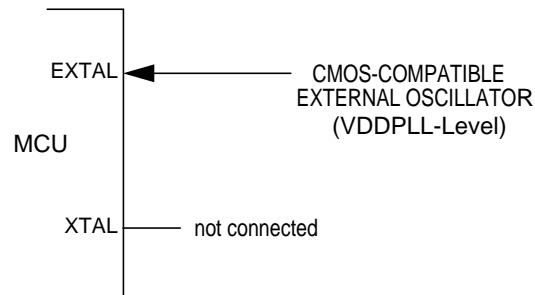 EXTAL
CMOS-COMPATIBLE
EXTERNAL OSCILLATOR
(VDDPLL-Level)
MCU
XTAL
not connected